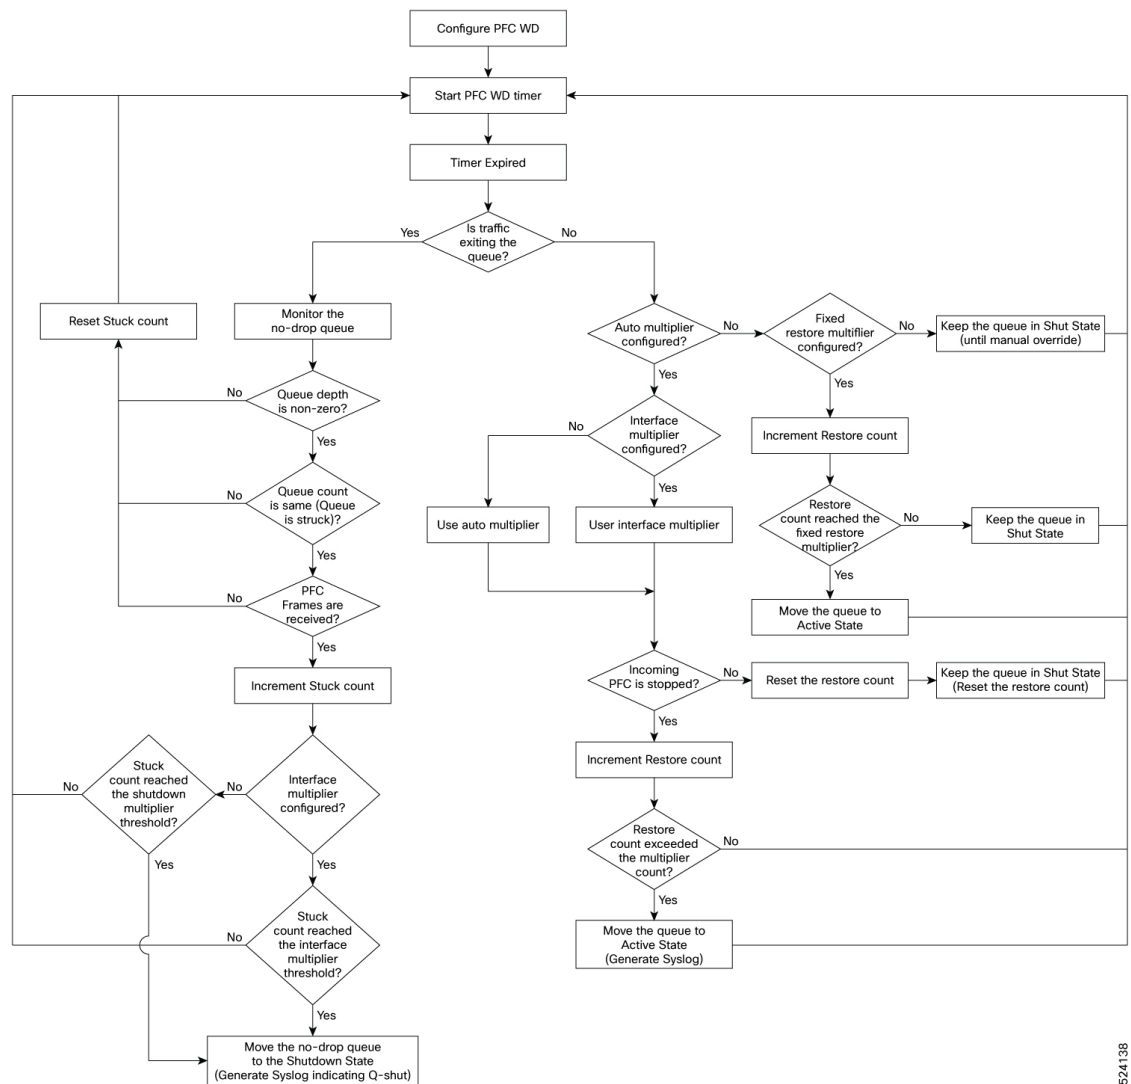 Configure PFC WD
Start PFC WD timer
Timer Expired
Is traffic
exiting the
queue?
Yes
No
Reset Stuck count
Monitor the
no-drop queue
Auto multiplier
configured?
No
Yes
Fixed
restore multiflier
configured?
No
Yes
Keep the queue in Shut State
(until manual override)
Queue depth
is non-zero?
No
Yes
Interface
multiplier
configured?
No
Yes
Increment Restore count
Queue count
is same (Queue
is struck)?
No
Yes
Use auto multiplier
User interface multiplier
Restore
count reached the
fixed restore
multiplier?
No
Yes
Keep the queue in
Shut State
PFC
Frames are
received?
No
Yes
Move the queue to
Active State
Increment Stuck count
Incoming
PFC is stopped?
No
Yes
Reset the restore count
Keep the queue in Shut State
(Reset the restore count)
Stuck
count reached
the shutdown
multiplier
threshold?
No
Yes
Interface
multiplier
configured?
No
Yes
Increment Restore count
Restore
count exceeded
the multiplier
count?
No
Yes
Stuck
count reached
the interface
multiplier
threshold?
No
Yes
Move the queue to
Active State
(Generate Syslog)
Move the no-drop queue
to the Shutdown State
(Generate Syslog indicating Q-shut)
524138